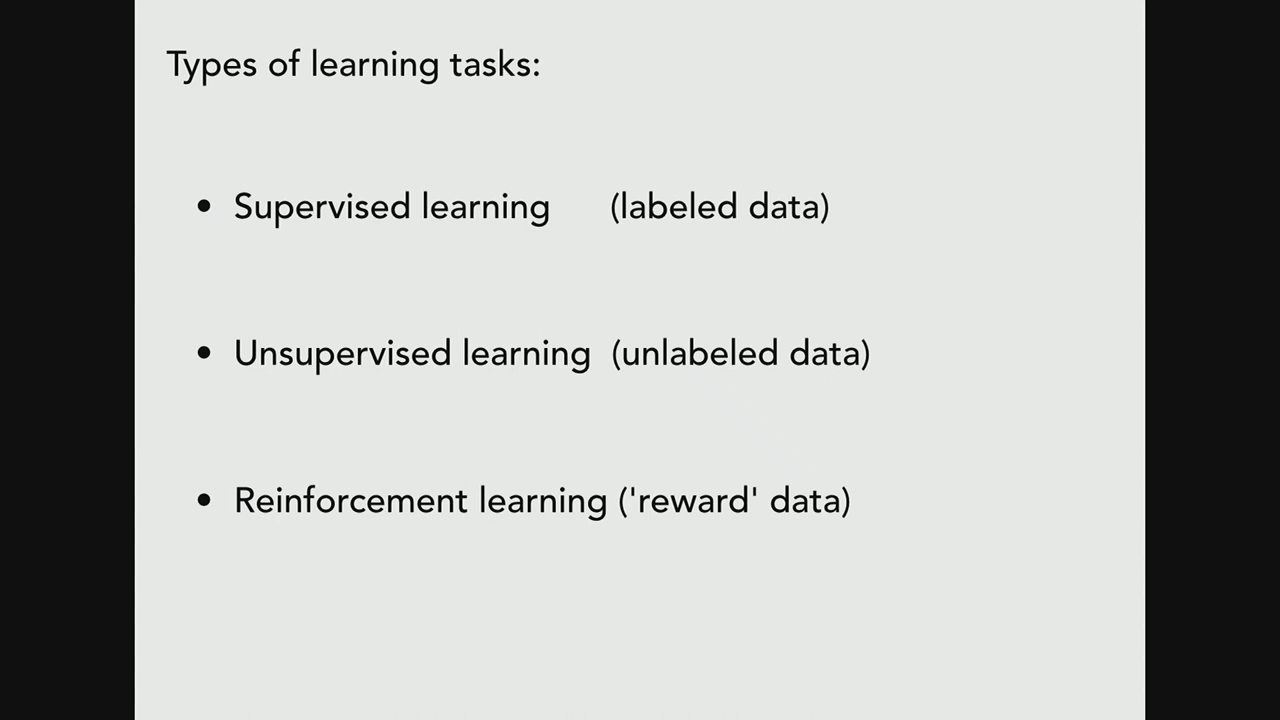 Types of learning tasks:
• Supervised learning (labeled data)
• Unsupervised learning (unlabeled data)
• Reinforcement learning ('reward' data)